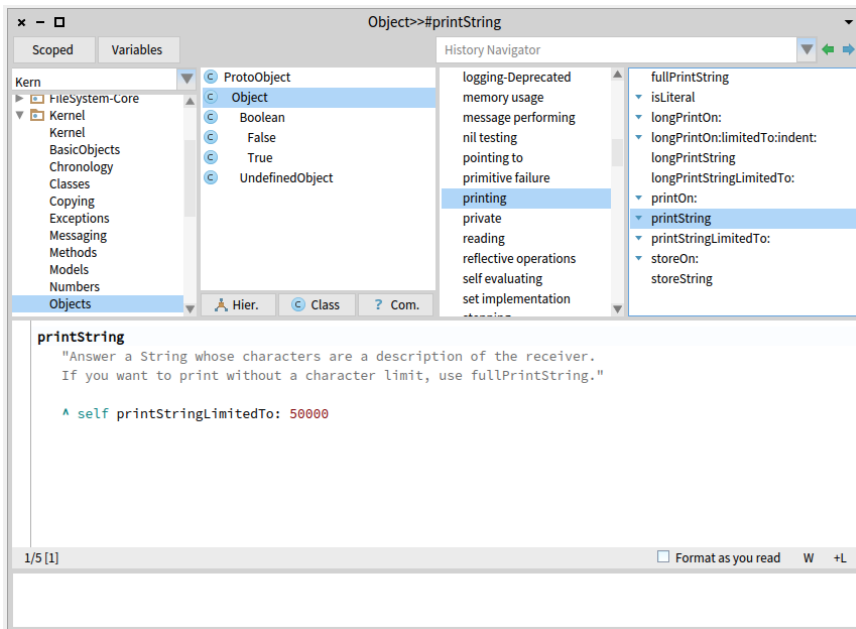 Object>>#printString
Scoped
Variables
History Navigator
Kern
FileSystem-Core
Kernel
Kernel
BasicObjects
Chronology
Classes
Copying
Exceptions
Messaging
Methods
Models
Numbers
Objects
ProtoObject
Object
Boolean
False
True
UndefinedObject
Hier.
Class
? Com.
logging-Deprecated
memory usage
message performing
nil testing
pointing to
primitive failure
printing
private
reading
reflective operations
self evaluating
set implementation
stepping
fullPrintString
isLiteral
longPrintOn:
longPrintOn:limitedTo:indent:
longPrintString
longPrintStringLimitedTo:
printOn:
printString
printStringLimitedTo:
storeOn:
storeString
printString
"Answer a String whose characters are a description of the receiver.
If you want to print without a character limit, use fullPrintString."
^ self printStringLimitedTo: 50000
1/5 [1]
Format as you read W +L